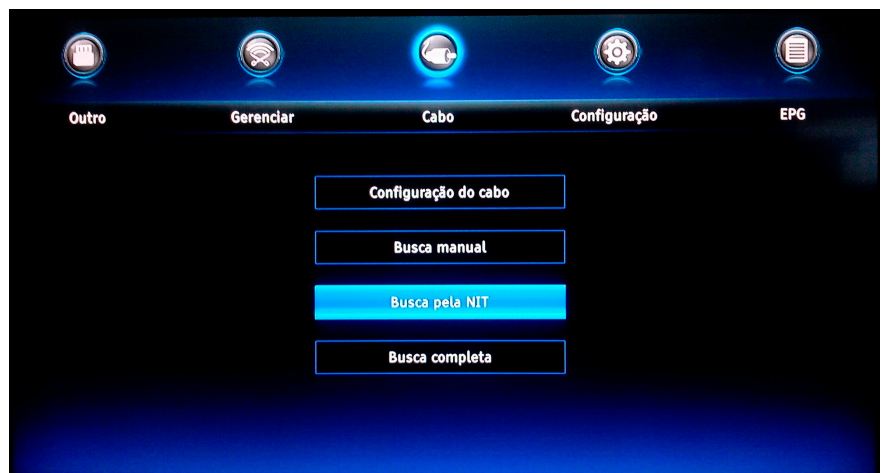 Outro
Gerenciar
Cabo
Configuração
EPG
Configuração do cabo
Busca manual
Busca pela NIT
Busca completa